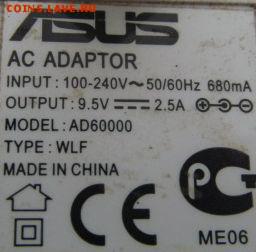 COINS.LAVE.RU
ASUS
AC ADAPTOR
INPUT: 100-240V~50/60Hz 680mA
OUTPUT: 9.5V⎓2.5A
MODEL: AD60000
TYPE: WLF
MADE IN CHINA
CE
PG
ME06